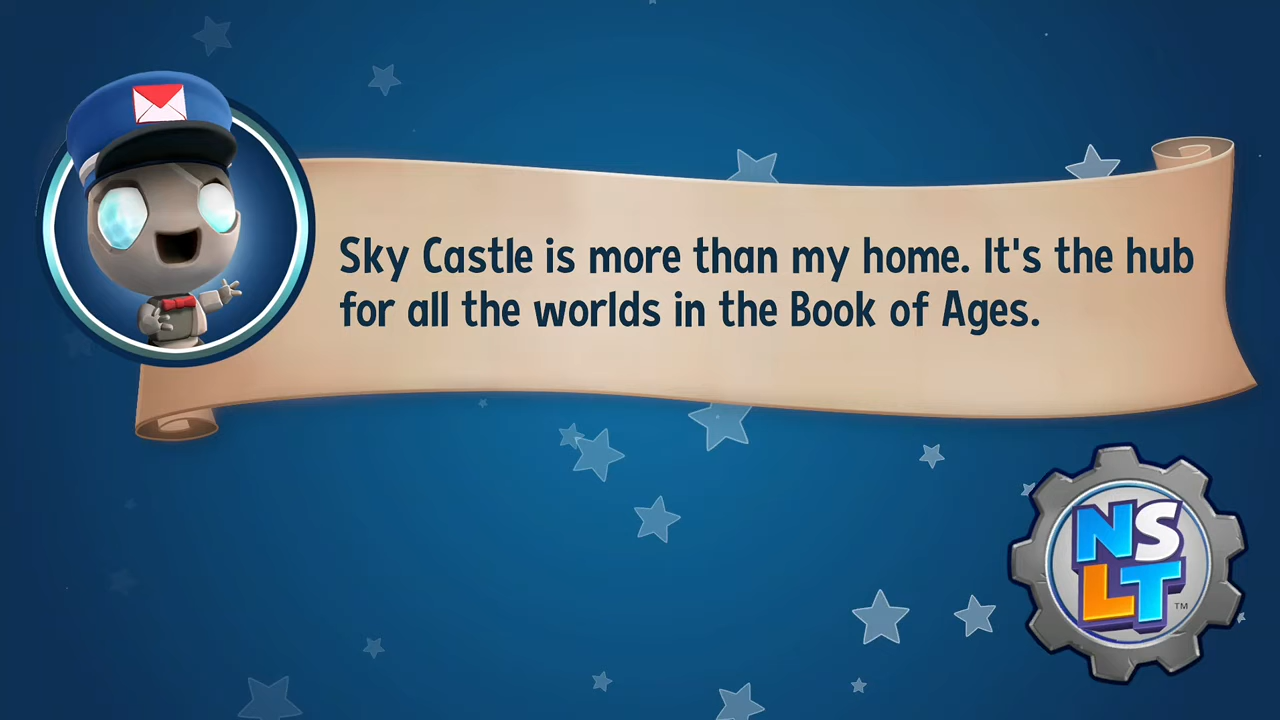 Sky Castle is more than my home. It's the hub
for all the worlds in the Book of Ages.
NS
LT
TM